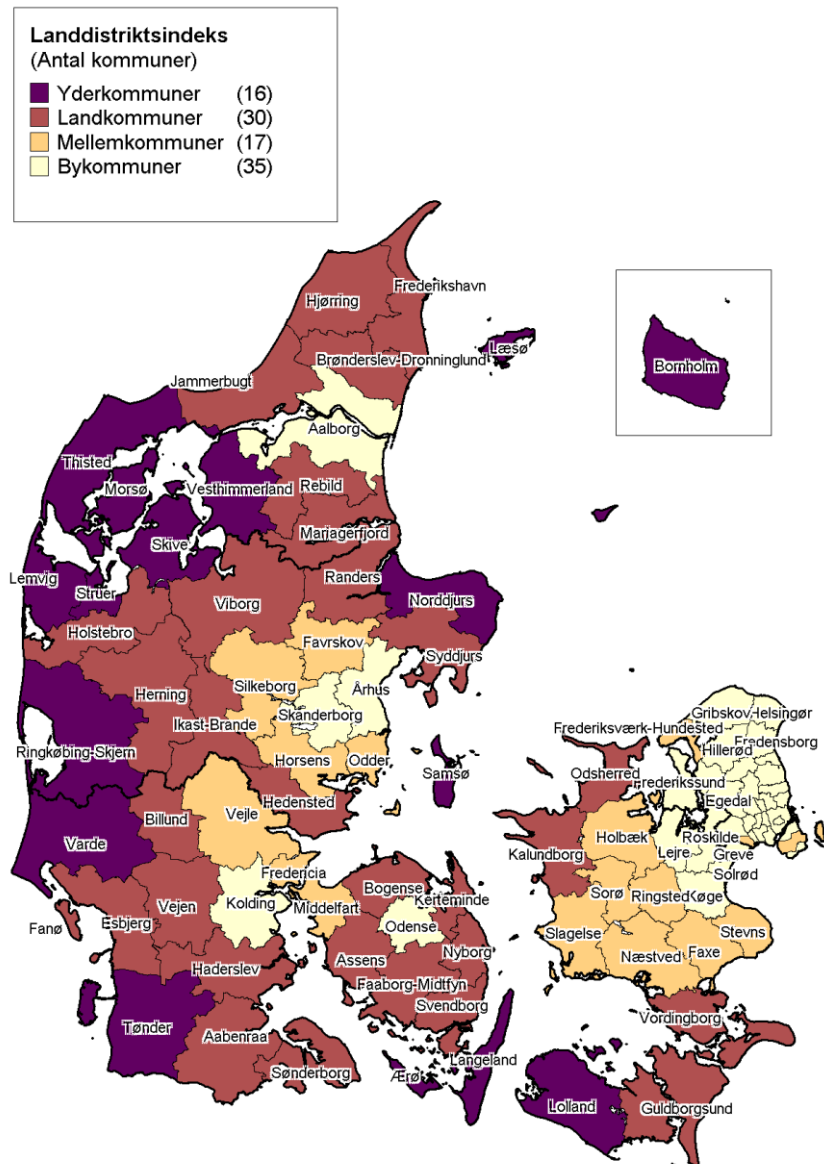 Landdistriktsindeks
(Antal kommuner)
Yderkommuner (16)
Landkommuner (30)
Mellemkommuner (17)
Bykommuner (35)
Hjørring
Frederikshavn
Læsø
Brønderslev-Dronninglund
Jammerbugt
Bornholm
Aalborg
Thisted
Morsø
Vesthimmerland
Rebild
Mariagerfjord
Skive
Lemvig
Struer
Viborg
Randers
Norddjurs
Holstebro
Favrskov
Syddjurs
Silkeborg
Århus
Herning
Skanderborg
Ikast-Brande
Ringkøbing-Skjern
Horsens
Odder
Samsø
Hedensted
Gribskov
Helsingør
Frederiksværk-Hundested
Fredensborg
Hillerød
Odsherred
Frederikssund
Egedal
Varde
Billund
Vejle
Holbæk
Roskilde
Kalundborg
Lejre
Greve
Solrød
Fredericia
Kolding
Middelfart
Bogense
Kerteminde
Sorø
Ringsted
Køge
Fanø
Esbjerg
Vejen
Odense
Slagelse
Stevns
Nyborg
Næstved
Faxe
Assens
Haderslev
Faaborg-Midtfyn
Svendborg
Tønder
Vordingborg
Aabenraa
Langeland
Sønderborg
Ærø
Lolland
Guldborgsund